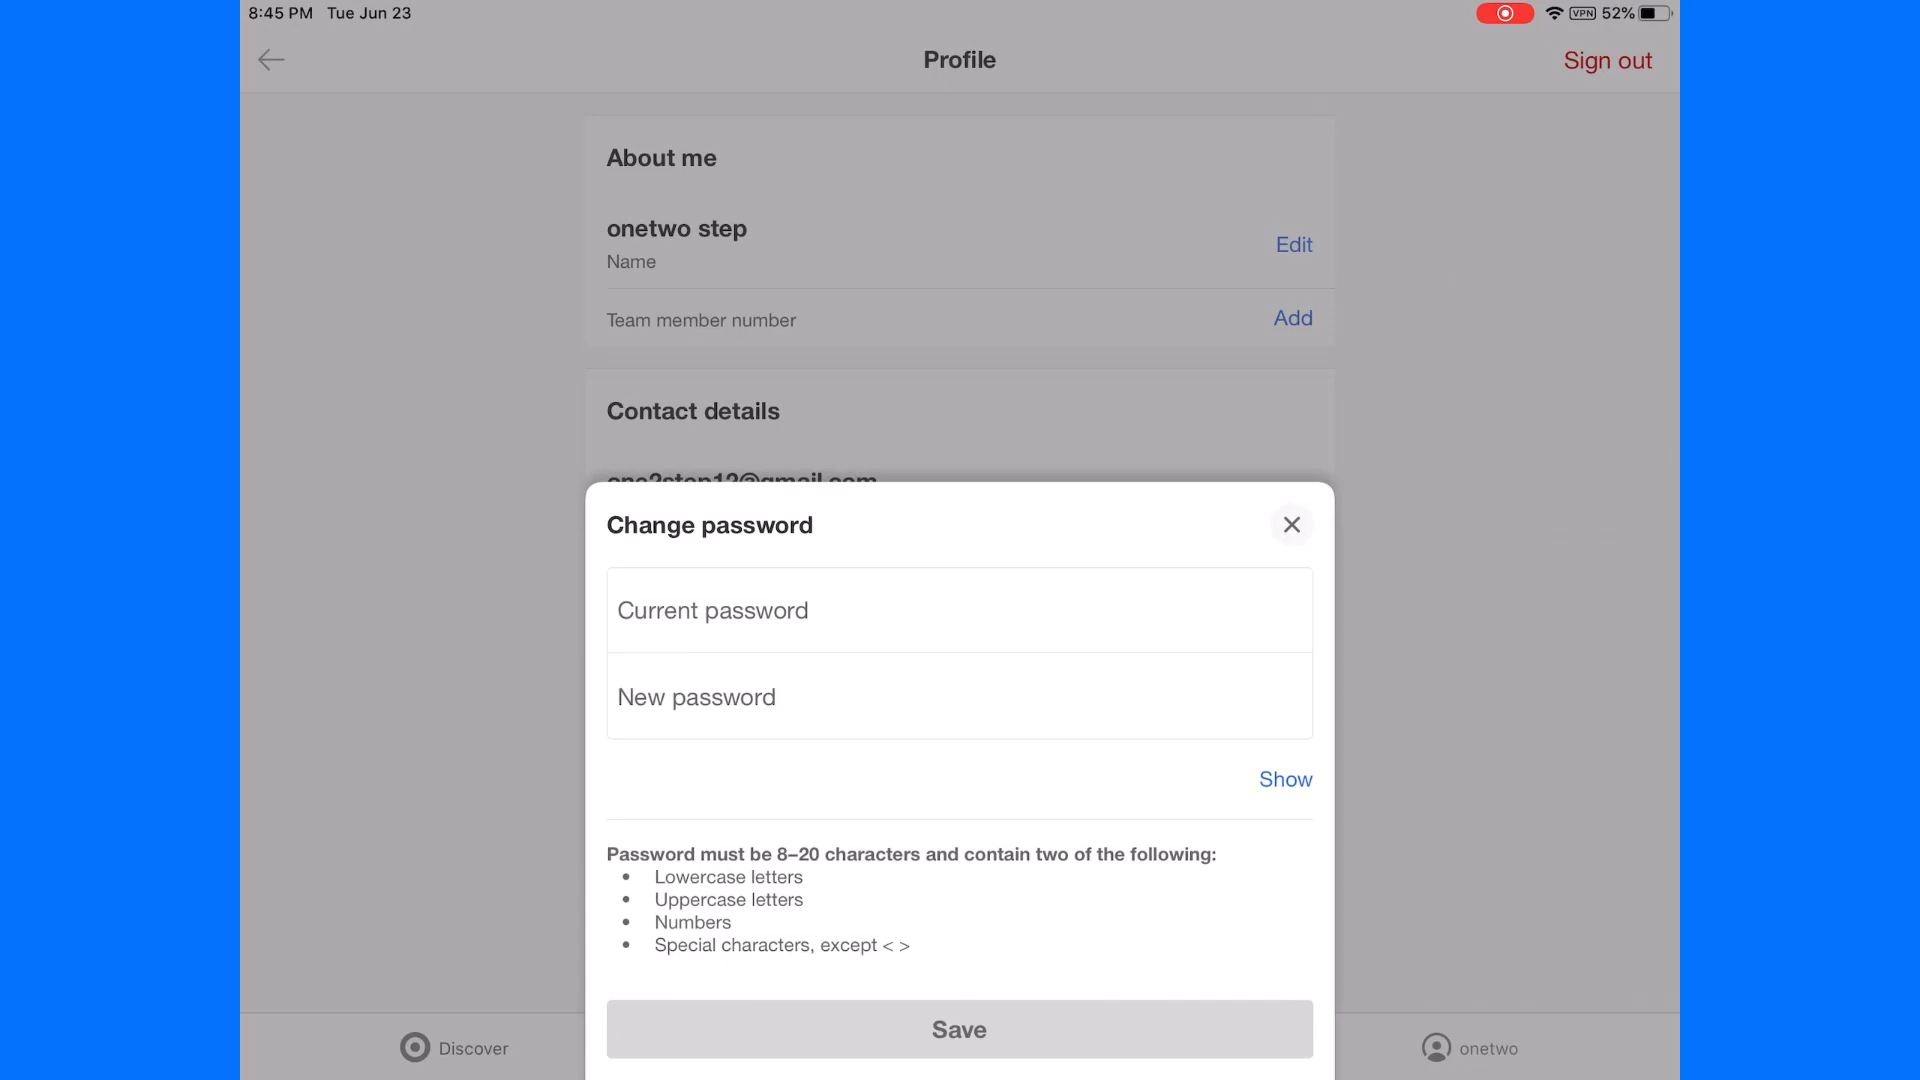 8:45 PM Tue Jun 23
VPN 52%
Profile
Sign out
About me
onetwo step
Name
Edit
Team member number
Add
Contact details
one2step12@gmail.com
Change password
Current password
New password
Show
Password must be 8–20 characters and contain two of the following:
• Lowercase letters
• Uppercase letters
• Numbers
• Special characters, except < >
Save
Discover
onetwo